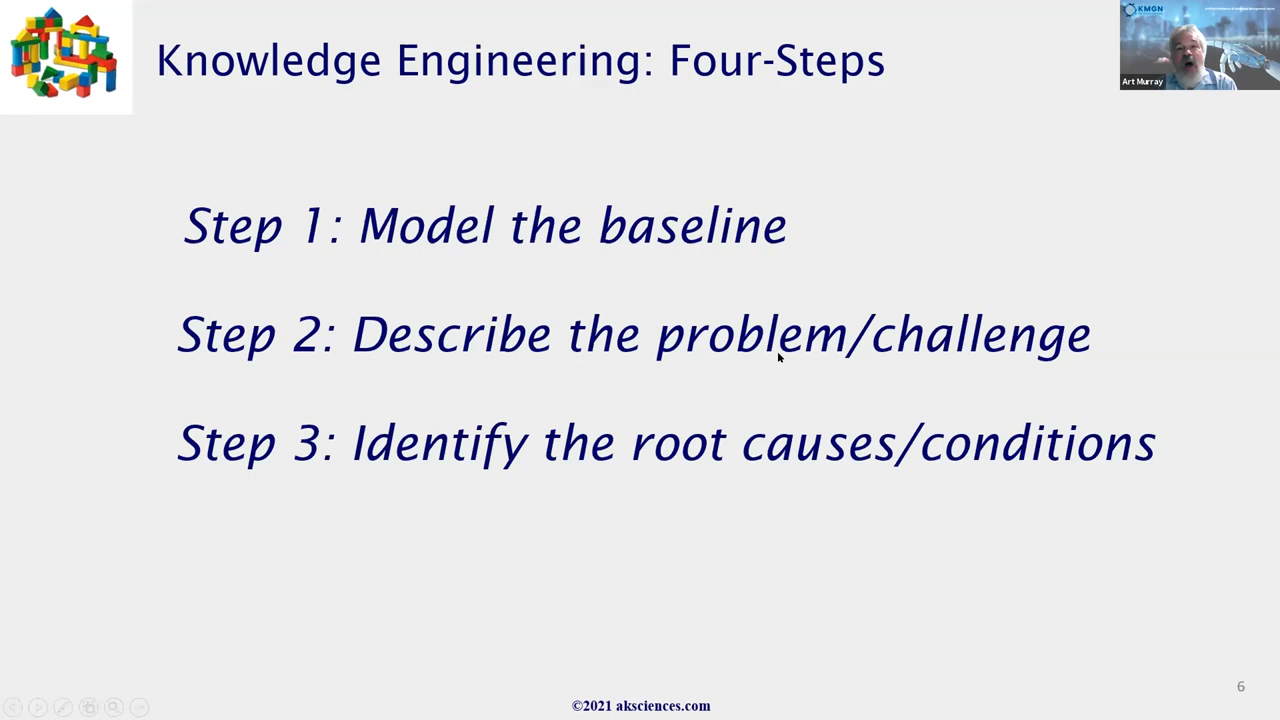 KMGN
Knowledge Engineering: Four-Steps
Art Murray
Step 1: Model the baseline
Step 2: Describe the problem/challenge
Step 3: Identify the root causes/conditions
6
©2021 aksciences.com